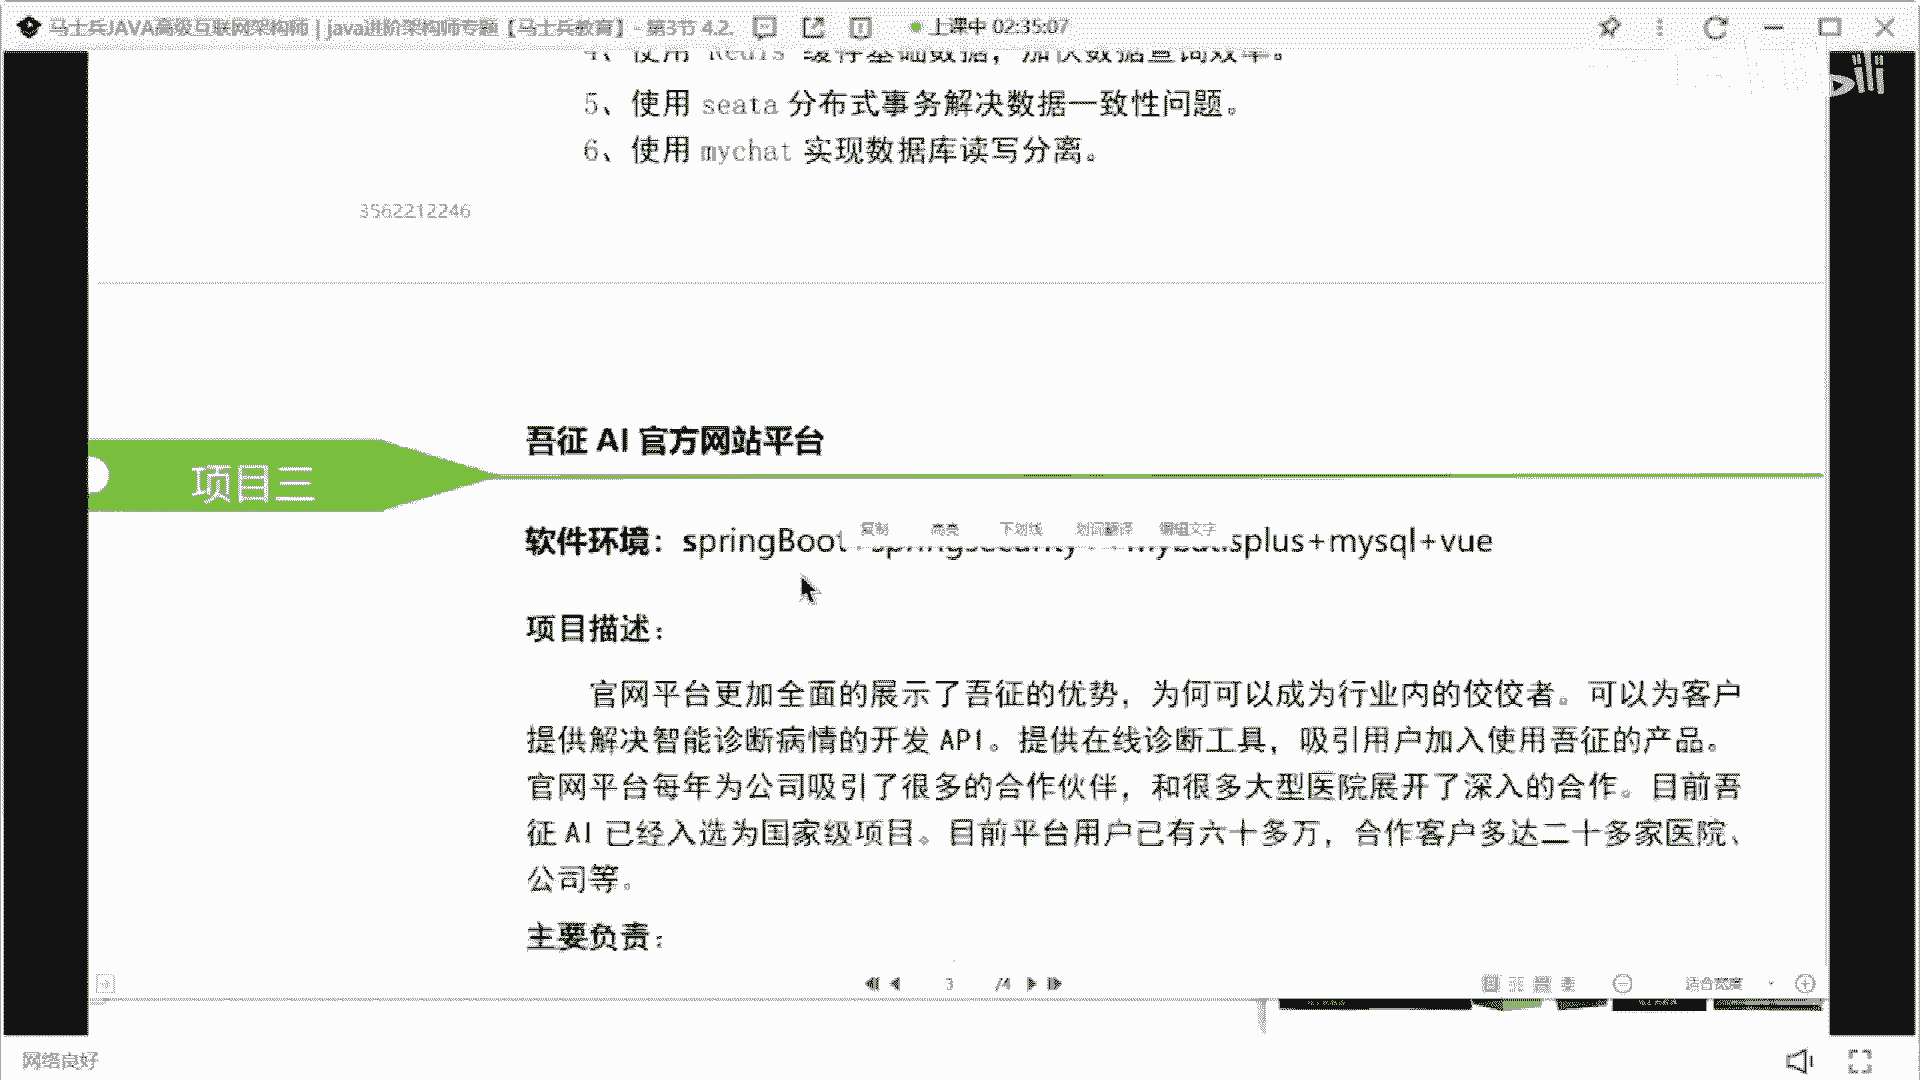 马士兵JAVA高级互联网架构师 | java进阶架构师专题【马士兵教育】 - 第3节 4.2. 上课中 02:35:07
4、使用 Redis 缓存基础数据，加快数据查询效率。
5、使用 seata 分布式事务解决数据一致性问题。
6、使用 mychat 实现数据库读写分离。
3562212246
吾征 AI 官方网站平台
项目三
复制 高亮 下划线 划词翻译 编辑文字
软件环境：springBoot+springsecurity++mybatisplus+mysql+vue
项目描述：
官网平台更加全面的展示了吾征的优势，为何可以成为行业内的佼佼者。可以为客户
提供解决智能诊断病情的开发 API。提供在线诊断工具，吸引用户加入使用吾征的产品。
官网平台每年为公司吸引了很多的合作伙伴，和很多大型医院展开了深入的合作。目前吾
征 AI 已经入选为国家级项目。目前平台用户已有六十多万，合作客户多达二十多家医院、
公司等。
主要负责：
3 /4 适合宽度
网络良好